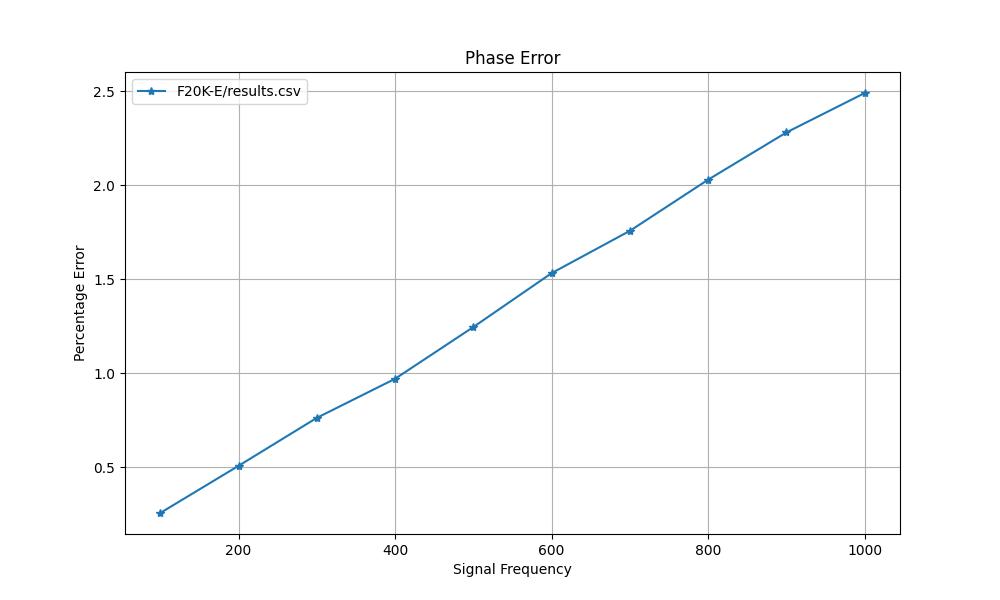 Phase Error
F20K-E/results.csv
Percentage Error
2.5
2.0
1.5
1.0
0.5
200 400 600 800 1000
Signal Frequency